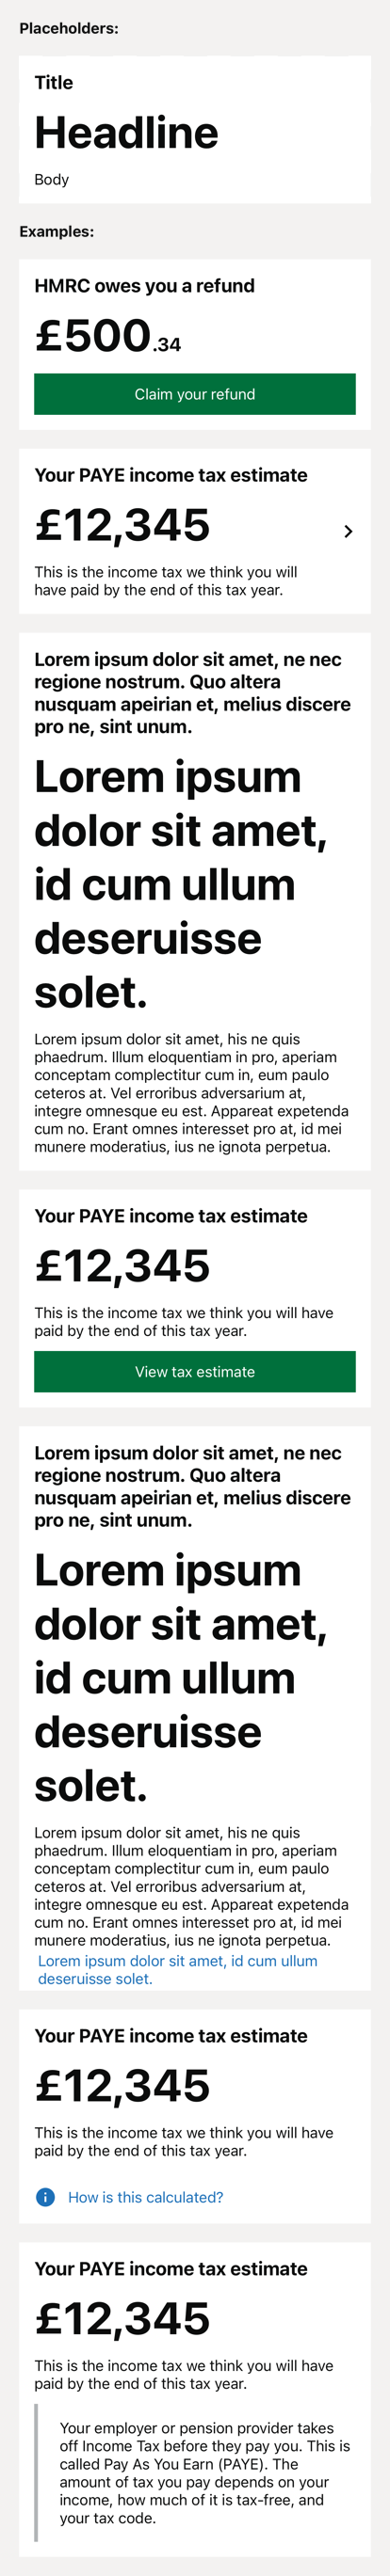 Placeholders:
Title
Headline
Body
Examples:
HMRC owes you a refund
£500.34
Claim your refund
Your PAYE income tax estimate
£12,345
This is the income tax we think you will
have paid by the end of this tax year.
Lorem ipsum dolor sit amet, ne nec
regione nostrum. Quo altera
nusquam apeirian et, melius discere
pro ne, sint unum.
Lorem ipsum
dolor sit amet,
id cum ullum
deseruisse
solet.
Lorem ipsum dolor sit amet, his ne quis
phaedrum. Illum eloquentiam in pro, aperiam
conceptam complectitur cum in, eum paulo
ceteros at. Vel erroribus adversarium at,
integre omnesque eu est. Appareat expetenda
cum no. Erant omnes interesset pro at, id mei
munere moderatius, ius ne ignota perpetua.
Your PAYE income tax estimate
£12,345
This is the income tax we think you will have
paid by the end of this tax year.
View tax estimate
Lorem ipsum dolor sit amet, ne nec
regione nostrum. Quo altera
nusquam apeirian et, melius discere
pro ne, sint unum.
Lorem ipsum
dolor sit amet,
id cum ullum
deseruisse
solet.
Lorem ipsum dolor sit amet, his ne quis
phaedrum. Illum eloquentiam in pro, aperiam
conceptam complectitur cum in, eum paulo
ceteros at. Vel erroribus adversarium at,
integre omnesque eu est. Appareat expetenda
cum no. Erant omnes interesset pro at, id mei
munere moderatius, ius ne ignota perpetua.
Lorem ipsum dolor sit amet, id cum ullum
deseruisse solet.
Your PAYE income tax estimate
£12,345
This is the income tax we think you will have
paid by the end of this tax year.
How is this calculated?
Your PAYE income tax estimate
£12,345
This is the income tax we think you will have
paid by the end of this tax year.
Your employer or pension provider takes
off Income Tax before they pay you. This is
called Pay As You Earn (PAYE). The
amount of tax you pay depends on your
income, how much of it is tax-free, and
your tax code.